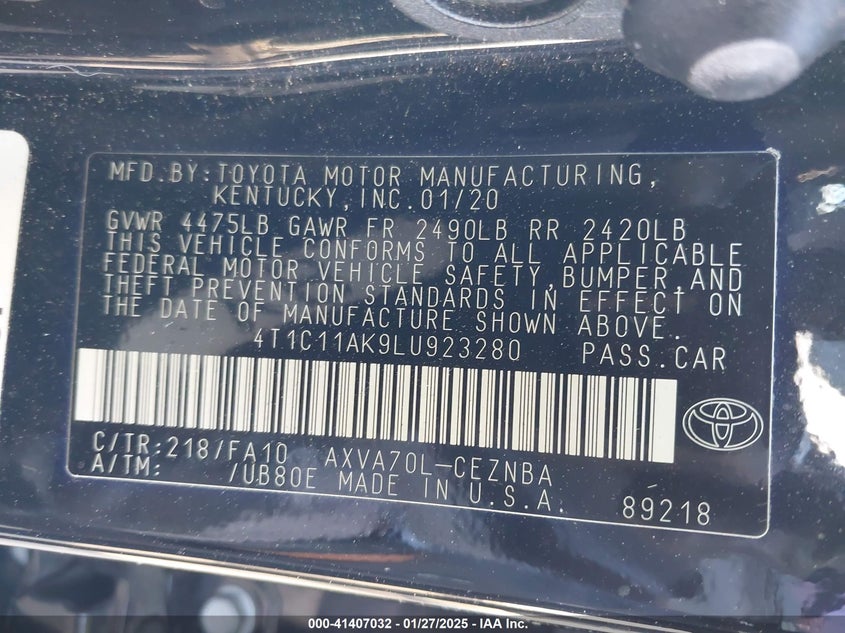 MFD.BY:TOYOTA MOTOR MANUFACTURING,
KENTUCKY,INC.01/20
GVWR 4475LB GAWR FR 2490LB RR 2420LB
THIS VEHICLE CONFORMS TO ALL APPLICABLE
FEDERAL MOTOR VEHICLE SAFETY,BUMPER,AND
THEFT PREVENTION STANDARDS IN EFFECT ON
THE DATE OF MANUFACTURE SHOWN ABOVE.
4T1C11AK9LU923280 PASS.CAR
C/TR:218/FA10 AXVA70L-CEZNBA
A/TM: /UB80E MADE IN U.S.A.
89218
000-41407032 - 01/27/2025 - IAA Inc.